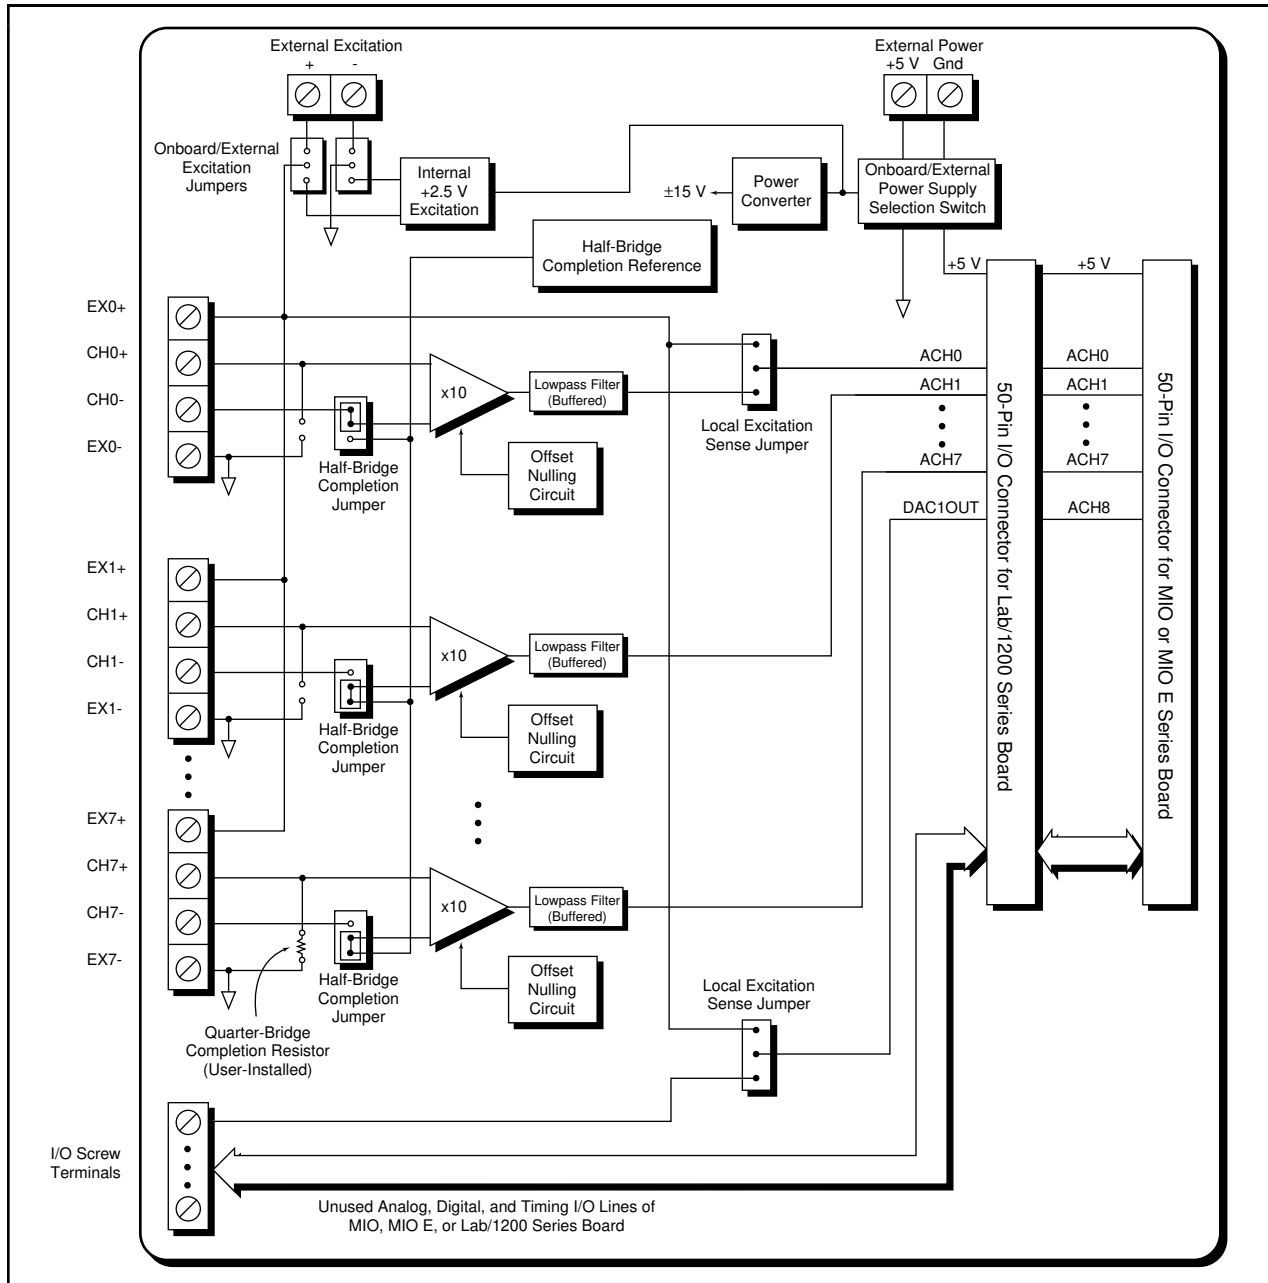 External Excitation
+ -
External Power
+5 V Gnd
Onboard/External
Excitation
Jumpers
Internal
+2.5 V
Excitation
±15 V
Power
Converter
Onboard/External
Power Supply
Selection Switch
Half-Bridge
Completion Reference
+5 V
+5 V
EX0+
CH0+
CH0-
EX0-
x10
Lowpass Filter
(Buffered)
Half-Bridge
Completion
Jumper
Offset
Nulling
Circuit
Local Excitation
Sense Jumper
ACH0
ACH1
ACH7
DAC1OUT
ACH0
ACH1
ACH7
ACH8
50-Pin I/O Connector for Lab/1200 Series Board
50-Pin I/O Connector for MIO or MIO E Series Board
EX1+
CH1+
CH1-
EX1-
x10
Lowpass Filter
(Buffered)
Half-Bridge
Completion
Jumper
Offset
Nulling
Circuit
EX7+
CH7+
CH7-
EX7-
x10
Lowpass Filter
(Buffered)
Half-Bridge
Completion
Jumper
Offset
Nulling
Circuit
Quarter-Bridge
Completion Resistor
(User-Installed)
Local Excitation
Sense Jumper
I/O Screw
Terminals
Unused Analog, Digital, and Timing I/O Lines of
MIO, MIO E, or Lab/1200 Series Board